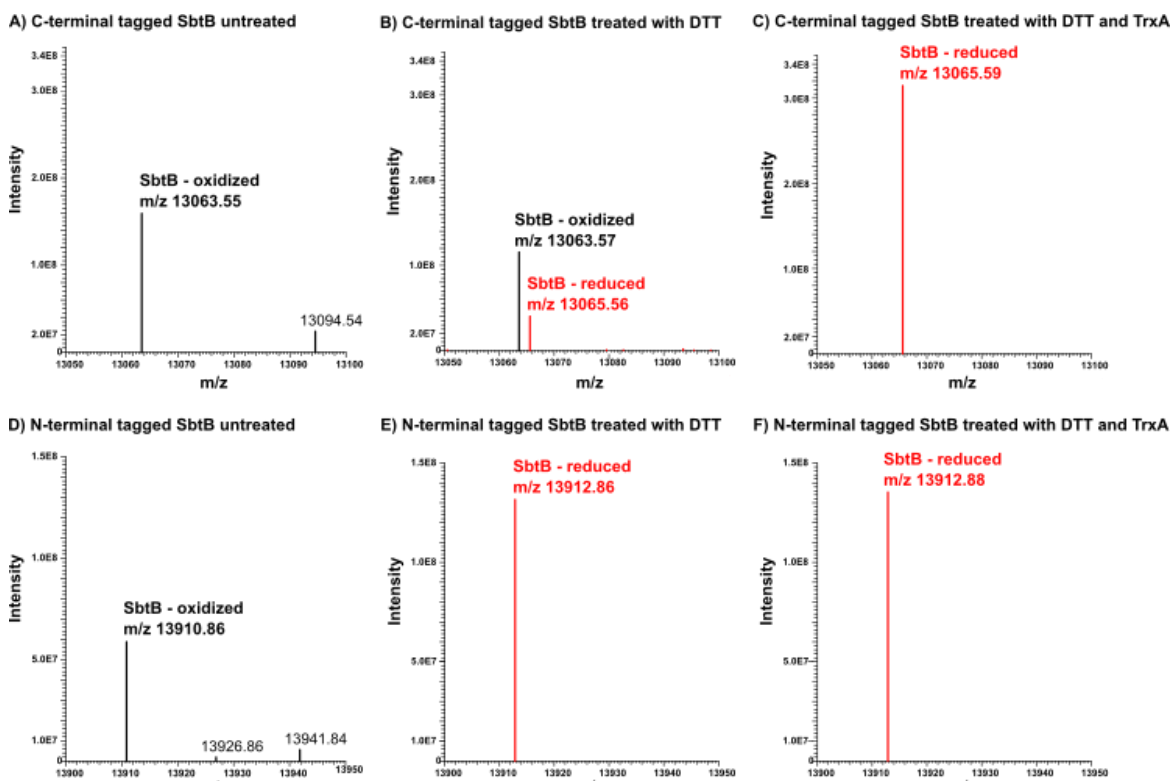 A) C-terminal tagged SbtB untreated
B) C-terminal tagged SbtB treated with DTT
C) C-terminal tagged SbtB treated with DTT and TrxA
3.4E8
3.0E8
2.0E8
1.0E8
2.0E7
0
Intensity
SbtB - oxidized
m/z 13063.55
13094.54
13050 13060 13070 13080 13090 13100
m/z
3.4E8
3.0E8
2.0E8
1.0E8
2.0E7
0
Intensity
SbtB - oxidized
m/z 13063.57
SbtB - reduced
m/z 13065.56
13050 13060 13070 13080 13090 13100
m/z
3.4E8
3.0E8
2.0E8
1.0E8
2.0E7
0
Intensity
SbtB - reduced
m/z 13065.59
13050 13060 13070 13080 13090 13100
m/z
D) N-terminal tagged SbtB untreated
E) N-terminal tagged SbtB treated with DTT
F) N-terminal tagged SbtB treated with DTT and TrxA
1.5E8
1.0E8
5.0E7
1.0E7
0
Intensity
SbtB - oxidized
m/z 13910.86
13926.86
13941.84
13900 13910 13920 13930 13940 13950
1.5E8
1.0E8
5.0E7
1.0E7
0
Intensity
SbtB - reduced
m/z 13912.86
13900 13910 13920 13930 13940 13950
1.5E8
1.0E8
5.0E7
1.0E7
0
Intensity
SbtB - reduced
m/z 13912.88
13900 13910 13920 13930 13940 13950